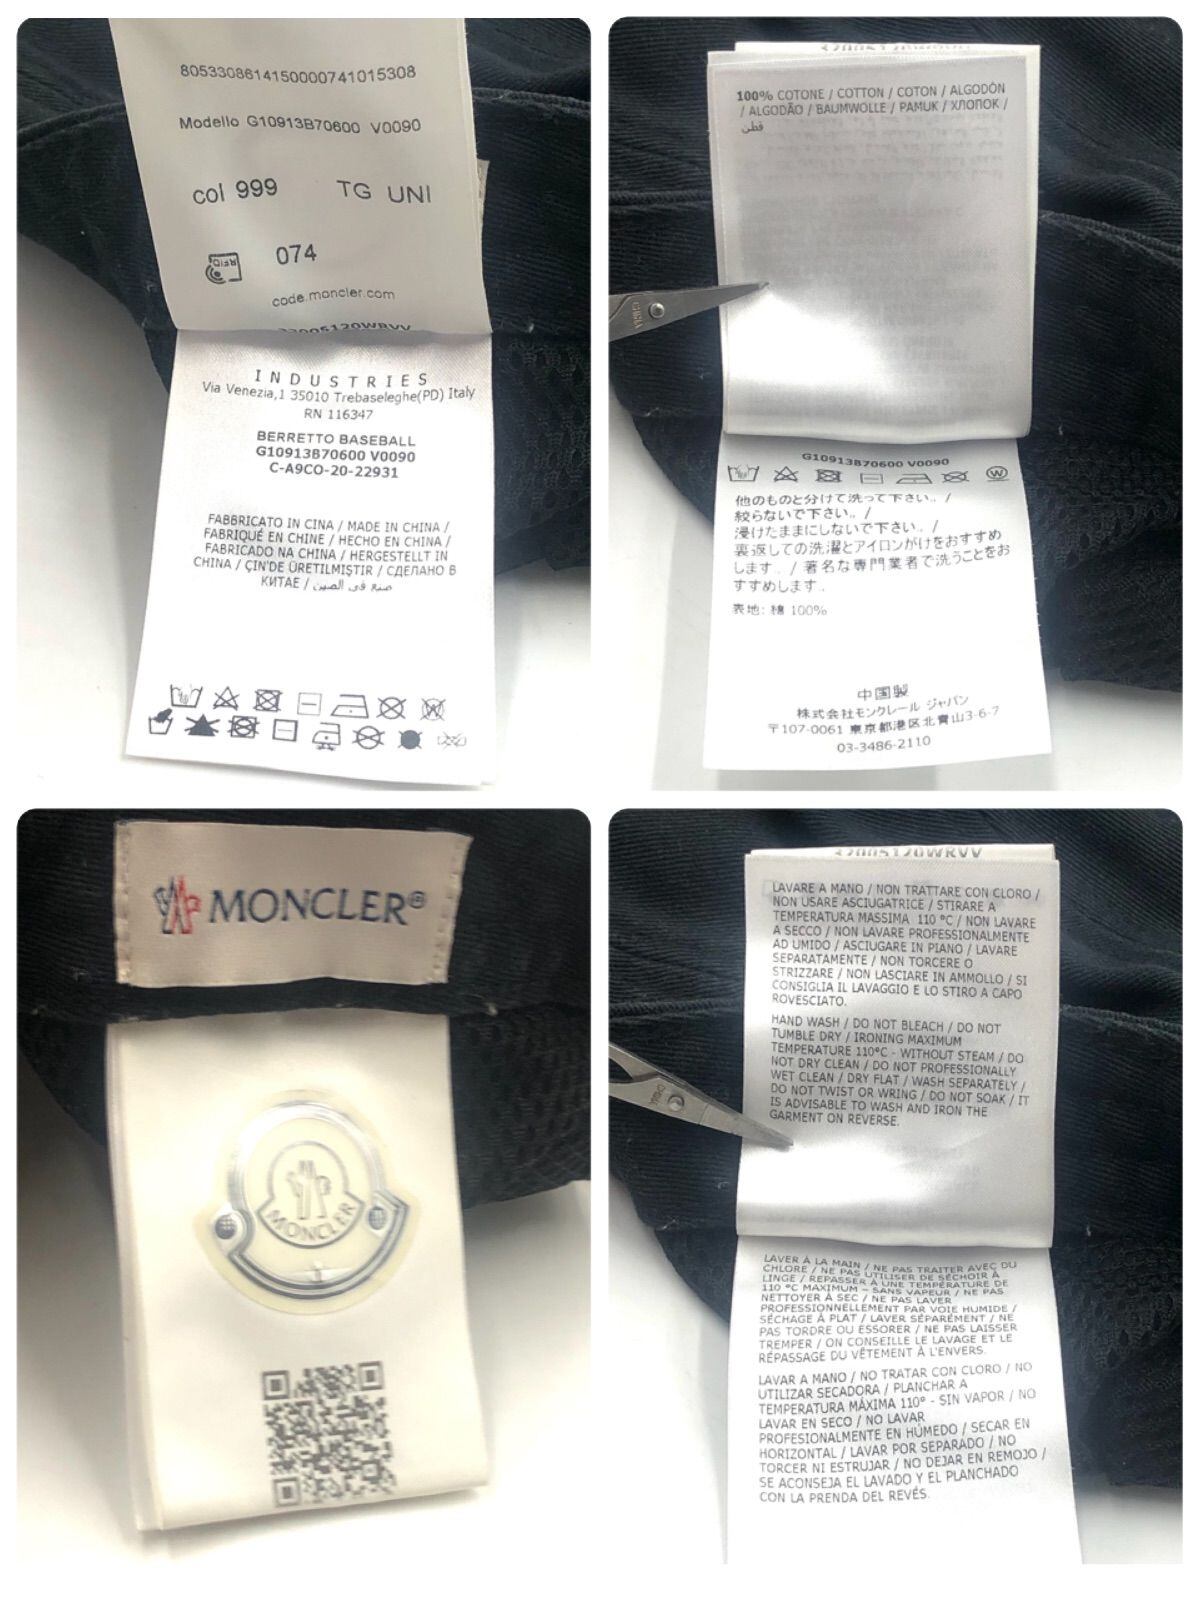 8053308614150000741015308
Modello G10913B70600 V0090
col 999 TG UNI
RFID 074
code.moncler.com
INDUSTRIES
Via Venezia,1 35010 Trebaseleghe(PD) Italy
RN 116347
BERRETTO BASEBALL
G10913B70600 V0090
C-A9CO-20-22931
FABBRICATO IN CINA / MADE IN CHINA /
FABRIQUÉ EN CHINE / HECHO EN CHINA /
FABRICADO NA CHINA / HERGESTELLT IN
CHINA / ÇIN'DE ÜRETILMIŞTIR / СДЕЛАНО В
КИТАЕ / صنع في الصين
100% COTONE / COTTON / COTON / ALGODÓN
/ ALGODÃO / BAUMWOLLE / PAMUK / ХЛОПОК /
قطن
CHINA
G10913B70600 V0090
W
他のものと分けて洗って下さい。/
絞らないで下さい。/
浸けたままにしないで下さい。/
裏返しての洗濯とアイロンがけをおすすめ
します。/ 著名な専門業者で洗うことをお
すすめします。
表地: 綿 100%
中国製
株式会社モンクレール ジャパン
〒107-0061 東京都港区北青山3-6-7
03-3486-2110
MONCLER®
MONCLER
LAVARE A MANO / NON TRATTARE CON CLORO /
NON USARE ASCIUGATRICE / STIRARE A
TEMPERATURA MASSIMA 110 °C / NON LAVARE
A SECCO / NON LAVARE PROFESSIONALMENTE
AD UMIDO / ASCIUGARE IN PIANO / LAVARE
SEPARATAMENTE / NON TORCERE O
STRIZZARE / NON LASCIARE IN AMMOLLO / SI
CONSIGLIA IL LAVAGGIO E LO STIRO A CAPO
ROVESCIATO.
HAND WASH / DO NOT BLEACH / DO NOT
TUMBLE DRY / IRONING MAXIMUM
TEMPERATURE 110°C - WITHOUT STEAM / DO
NOT DRY CLEAN / DO NOT PROFESSIONALLY
WET CLEAN / DRY FLAT / WASH SEPARATELY /
DO NOT TWIST OR WRING / DO NOT SOAK / IT
IS ADVISABLE TO WASH AND IRON THE
GARMENT ON REVERSE.
LAVER À LA MAIN / NE PAS TRAITER AVEC DU
CHLORE / NE PAS UTILISER DE SÉCHOIR À
LINGE / REPASSER À UNE TEMPÉRATURE DE
110 °C MAXIMUM – SANS VAPEUR / NE PAS
NETTOYER À SEC / NE PAS LAVER
PROFESSIONNELLEMENT PAR VOIE HUMIDE /
SÉCHAGE À PLAT / LAVER SÉPARÉMENT / NE
PAS TORDRE OU ESSORER / NE PAS LAISSER
TREMPER / ON CONSEILLE LE LAVAGE ET LE
RÉPASSAGE DU VÊTEMENT À L'ENVERS.
LAVAR A MANO / NO TRATAR CON CLORO / NO
UTILIZAR SECADORA / PLANCHAR A
TEMPERATURA MÁXIMA 110° - SIN VAPOR / NO
LAVAR EN SECO / NO LAVAR
PROFESIONALMENTE EN HÚMEDO / SECAR EN
HORIZONTAL / LAVAR POR SEPARADO / NO
TORCER NI ESTRUJAR / NO DEJAR EN REMOJO /
SE ACONSEJA EL LAVADO Y EL PLANCHADO
CON LA PRENDA DEL REVÉS.